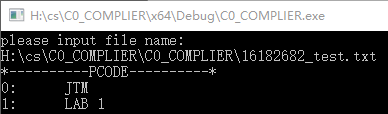 H:\cs\C0_COMPLIER\x64\Debug\C0_COMPLIER.exe
please input file name:
H:\cs\C0_COMPLIER\C0_COMPLIER\16182682_test.txt
*----------PCODE----------*
0:      JTM
1:      LAB 1